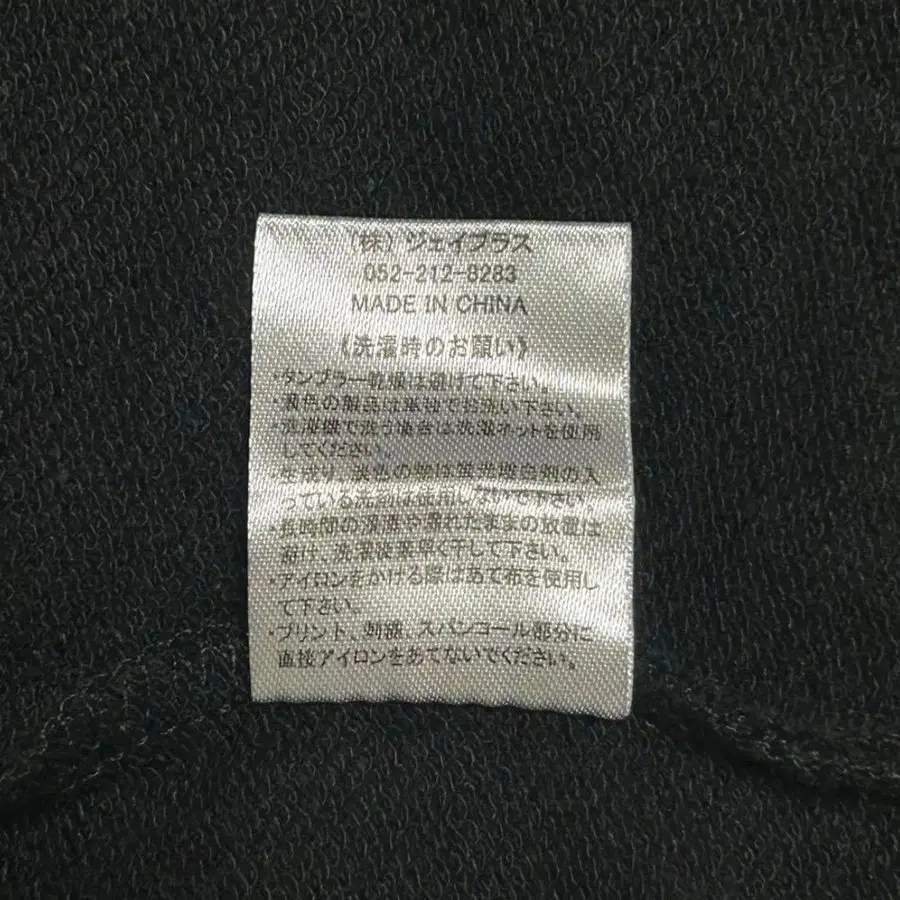 (株)ジェイプラス
052-212-8283
MADE IN CHINA
《洗濯時のお願い》
・タンブラー乾燥は避けて下さい。
・濃色の製品は単独でお洗い下さい。
・洗濯機で洗う場合は洗濯ネットを使用
してください。
生成り、淡色の物は蛍光増白剤の入
っている洗剤は使用しないで下さい。
・長時間の浸漬や濡れたままの放置は
避け、洗濯後素早く干して下さい。
・アイロンをかける際はあて布を使用し
て下さい。
・プリント、刺繍、スパンコール部分に
直接アイロンをあてないでください。